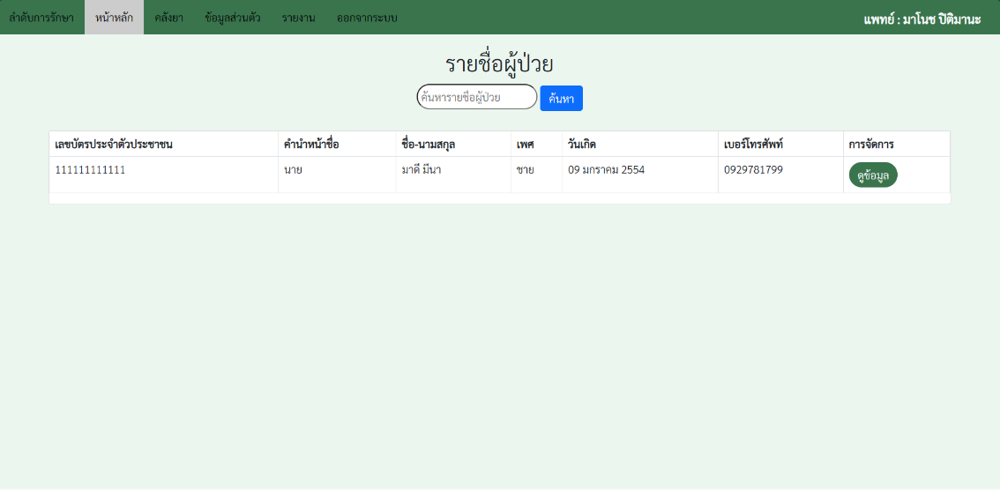 ลำดับการรักษา หน้าหลัก คลังยา ข้อมูลส่วนตัว รายงาน ออกจากระบบ แพทย์ : มาโนช ปิติมานะ
รายชื่อผู้ป่วย
ค้นหารายชื่อผู้ป่วย ค้นหา
เลขบัตรประจำตัวประชาชน คำนำหน้าชื่อ ชื่อ-นามสกุล เพศ วันเกิด เบอร์โทรศัพท์ การจัดการ
111111111111 นาย มาดี มีนา ชาย 09 มกราคม 2554 0929781799 ดูข้อมูล